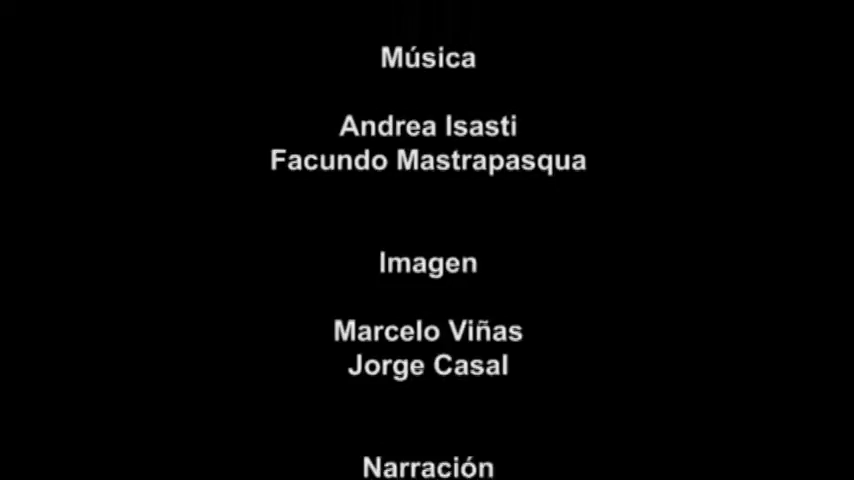 Música
Andrea Isasti
Facundo Mastrapasqua
Imagen
Marcelo Viñas
Jorge Casal
Narración